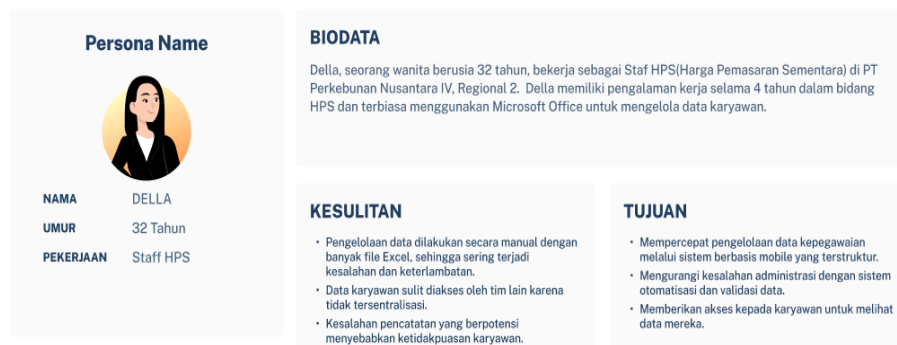 Persona Name
NAMA DELLA
UMUR 32 Tahun
PEKERJAAN Staff HPS
BIODATA
Della, seorang wanita berusia 32 tahun, bekerja sebagai Staf HPS(Harga Pemasaran Sementara) di PT
Perkebunan Nusantara IV, Regional 2. Della memiliki pengalaman kerja selama 4 tahun dalam bidang
HPS dan terbiasa menggunakan Microsoft Office untuk mengelola data karyawan.
KESULITAN
• Pengelolaan data dilakukan secara manual dengan
banyak file Excel, sehingga sering terjadi
kesalahan dan keterlambatan.
• Data karyawan sulit diakses oleh tim lain karena
tidak tersentralisasi.
• Kesalahan pencatatan yang berpotensi
menyebabkan ketidakpuasan karyawan.
TUJUAN
• Mempercepat pengelolaan data kepegawaian
melalui sistem berbasis mobile yang terstruktur.
• Mengurangi kesalahan administrasi dengan sistem
otomatisasi dan validasi data.
• Memberikan akses kepada karyawan untuk melihat
data mereka.